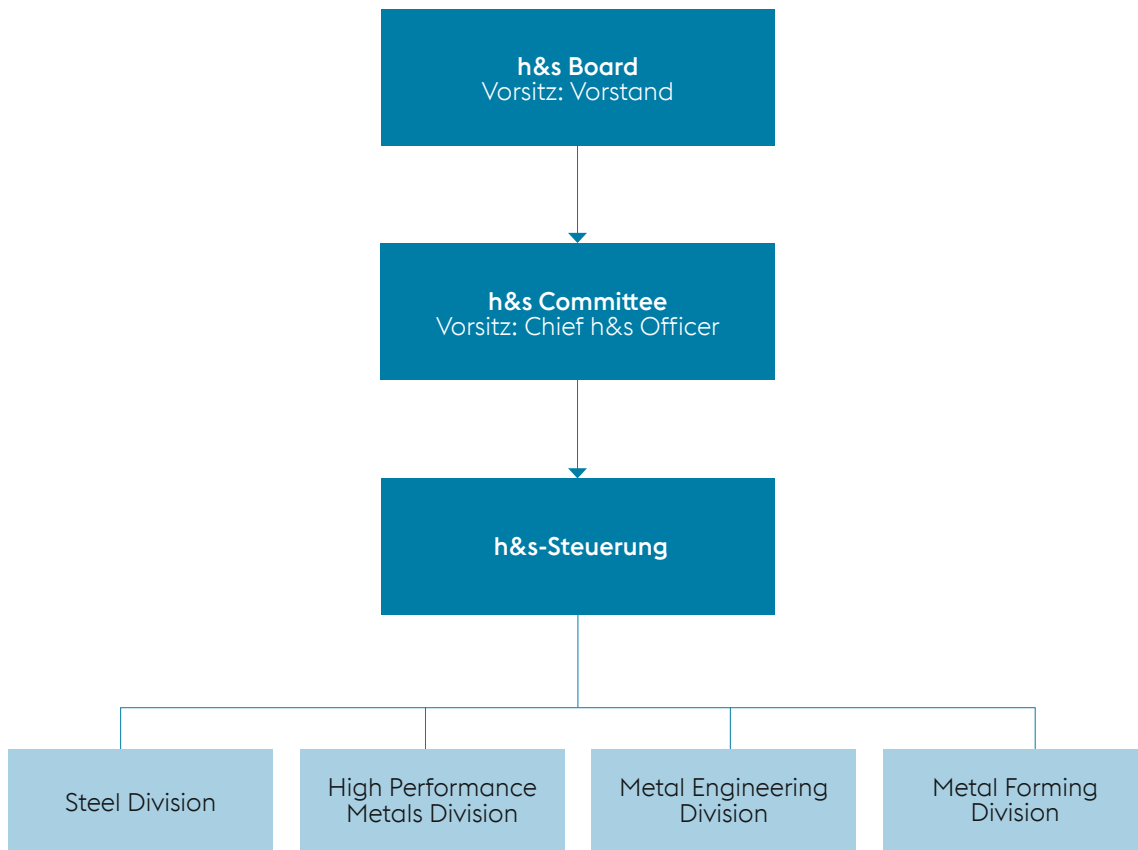 h&s Board
Vorsitz: Vorstand
h&s Committee
Vorsitz: Chief h&s Officer
h&s-Steuerung
Steel Division
High Performance
Metals Division
Metal Engineering
Division
Metal Forming
Division